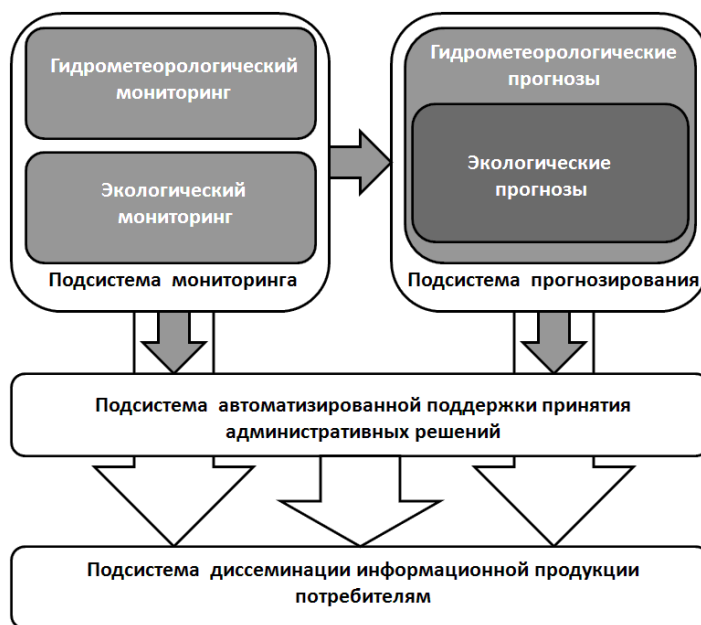 Гидрометеорологический
мониторинг
Экологический
мониторинг
Подсистема мониторинга
Гидрометеорологические
прогнозы
Экологические
прогнозы
Подсистема прогнозирования
Подсистема автоматизированной поддержки принятия
административных решений
Подсистема диссеминации информационной продукции
потребителям